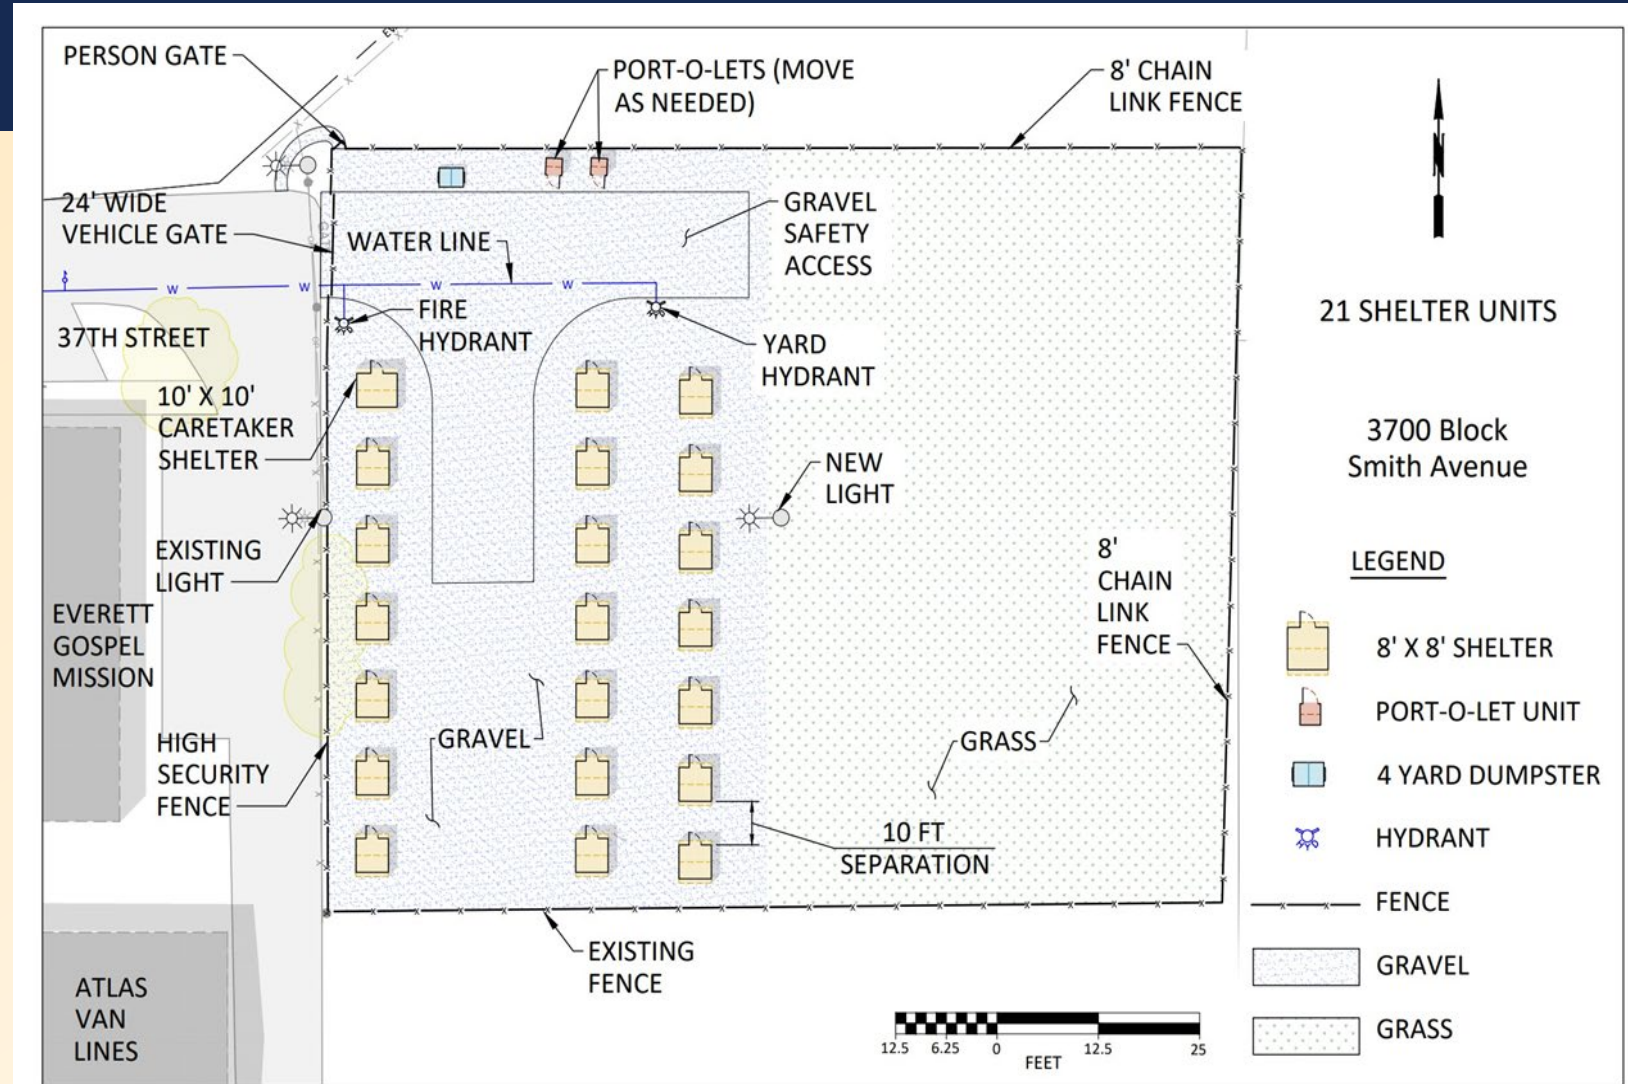 PERSON GATE
PORT-O-LETS (MOVE
AS NEEDED)
8' CHAIN
LINK FENCE
N
24' WIDE
VEHICLE GATE
WATER LINE
GRAVEL
SAFETY
ACCESS
W
W
W
W
FIRE
HYDRANT
37TH STREET
YARD
HYDRANT
21 SHELTER UNITS
10' X 10'
CARETAKER
SHELTER
3700 Block
Smith Avenue
NEW
LIGHT
EXISTING
LIGHT
8'
CHAIN
LINK
FENCE
EVERETT
GOSPEL
MISSION
HIGH
SECURITY
FENCE
GRAVEL
GRASS
10 FT
SEPARATION
EXISTING
FENCE
ATLAS
VAN
LINES
LEGEND
8' X 8' SHELTER
PORT-O-LET UNIT
4 YARD DUMPSTER
HYDRANT
FENCE
GRAVEL
GRASS
12.5 6.25 0 12.5 25
FEET